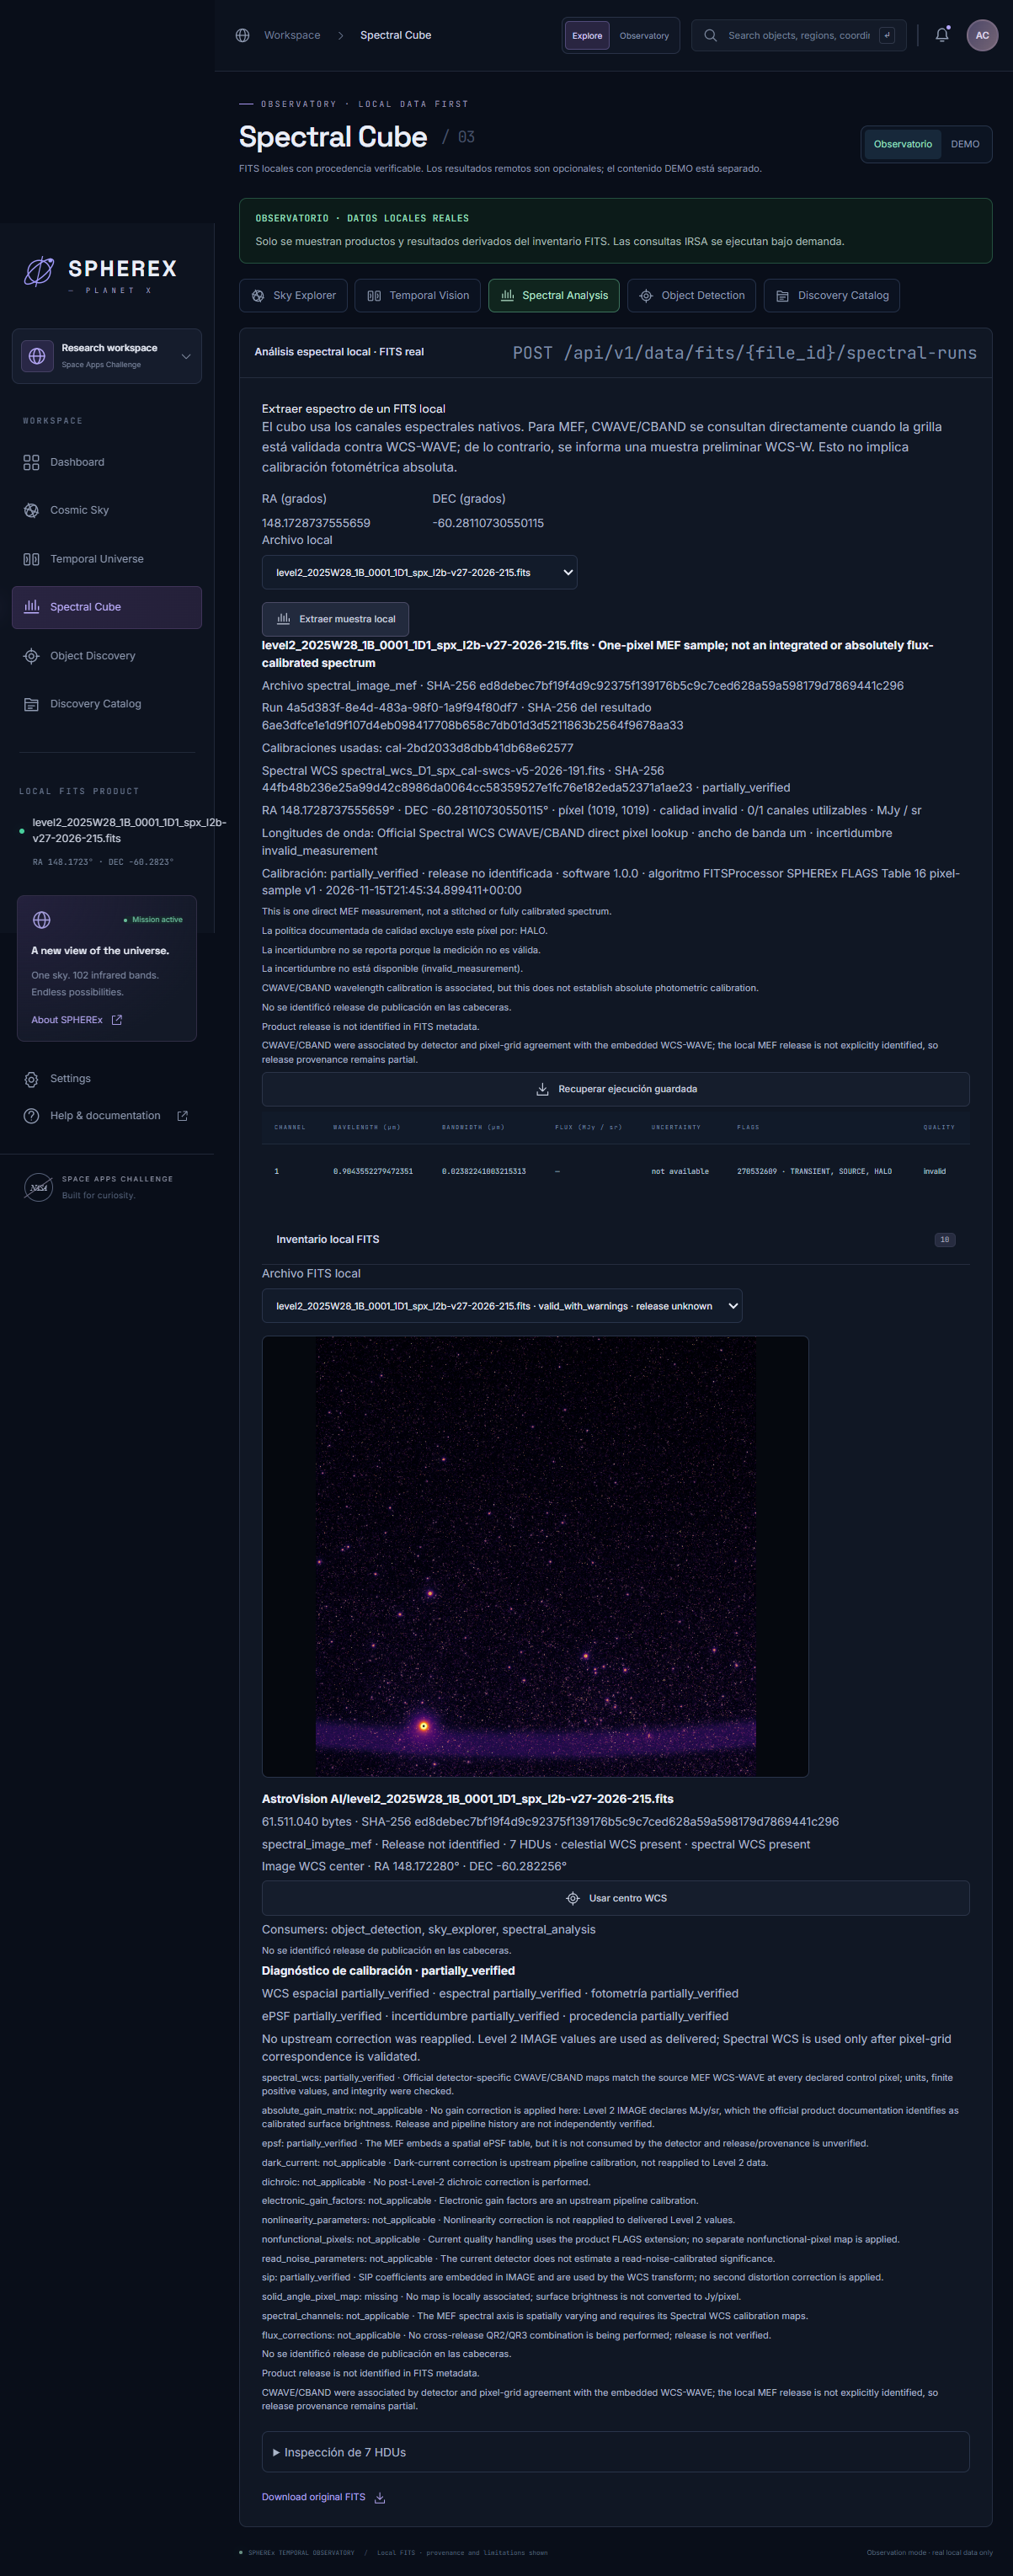 Workspace
Spectral Cube
Explore
Observatory
Search objects, regions, coordin
AC
OBSERVATORY · LOCAL DATA FIRST
Spectral Cube / 03
FITS locales con procedencia verificable. Los resultados remotos son opcionales; el contenido DEMO está separado.
Observatorio
DEMO
OBSERVATORIO · DATOS LOCALES REALES
Solo se muestran productos y resultados derivados del inventario FITS. Las consultas IRSA se ejecutan bajo demanda.
SPHEREX
— PLANET X
Research workspace
Space Apps Challenge
WORKSPACE
Dashboard
Cosmic Sky
Temporal Universe
Spectral Cube
Object Discovery
Discovery Catalog
LOCAL FITS PRODUCT
level2_2025W28_1B_0001_1D1_spx_l2b-
v27-2026-215.fits
RA 148.1723° · DEC -60.2823°
Mission active
A new view of the universe.
One sky. 102 infrared bands.
Endless possibilities.
About SPHEREx
Settings
Help & documentation
SPACE APPS CHALLENGE
Built for curiosity.
Sky Explorer
Temporal Vision
Spectral Analysis
Object Detection
Discovery Catalog
Análisis espectral local · FITS real
POST /api/v1/data/fits/{file_id}/spectral-runs
Extraer espectro de un FITS local
El cubo usa los canales espectrales nativos. Para MEF, CWAVE/CBAND se consultan directamente cuando la grilla
está validada contra WCS-WAVE; de lo contrario, se informa una muestra preliminar WCS-W. Esto no implica
calibración fotométrica absoluta.
RA (grados)
DEC (grados)
148.1728737555659
-60.28110730550115
Archivo local
level2_2025W28_1B_0001_1D1_spx_l2b-v27-2026-215.fits
Extraer muestra local
level2_2025W28_1B_0001_1D1_spx_l2b-v27-2026-215.fits · One-pixel MEF sample; not an integrated or absolutely flux-
calibrated spectrum
Archivo spectral_image_mef · SHA-256 ed8debec7bf19f4d9c92375f139176b5c9c7ced628a59a598179d7869441c296
Run 4a5d383f-8e4d-483a-98f0-1a9f94f80df7 · SHA-256 del resultado
6ae3dfce1e1d9f107d4eb098417708b658c7db01d3d5211863b2564f9678aa33
Calibraciones usadas: cal-2bd2033d8dbb41db68e62577
Spectral WCS spectral_wcs_D1_spx_cal-swcs-v5-2026-191.fits · SHA-256
44fb48b236e25a99d42c8986da0064cc58359527e1fc76e182eda52371a1ae23 · partially_verified
RA 148.1728737555659° · DEC -60.28110730550115° · píxel (1019, 1019) · calidad invalid · 0/1 canales utilizables · MJy / sr
Longitudes de onda: Official Spectral WCS CWAVE/CBAND direct pixel lookup · ancho de banda um · incertidumbre
invalid_measurement
Calibración: partially_verified · release no identificada · software 1.0.0 · algoritmo FITSProcessor SPHEREx FLAGS Table 16 pixel-
sample v1 · 2026-11-15T21:45:34.899411+00:00
This is one direct MEF measurement, not a stitched or fully calibrated spectrum.
La política documentada de calidad excluye este píxel por: HALO.
La incertidumbre no se reporta porque la medición no es válida.
La incertidumbre no está disponible (invalid_measurement).
CWAVE/CBAND wavelength calibration is associated, but this does not establish absolute photometric calibration.
No se identificó release de publicación en las cabeceras.
Product release is not identified in FITS metadata.
CWAVE/CBAND were associated by detector and pixel-grid agreement with the embedded WCS-WAVE; the local MEF release is not explicitly identified, so
release provenance remains partial.
Recuperar ejecución guardada
CHANNEL WAVELENGTH (μm) BANDWIDTH (μm) FLUX (MJy / sr) UNCERTAINTY FLAGS QUALITY
1 0.9043552279472351 0.02382241003215313 — not available 270532609 · TRANSIENT, SOURCE, HALO invalid
Inventario local FITS
18
Archivo FITS local
level2_2025W28_1B_0001_1D1_spx_l2b-v27-2026-215.fits · valid_with_warnings · release unknown
AstroVision AI/level2_2025W28_1B_0001_1D1_spx_l2b-v27-2026-215.fits
61.511.040 bytes · SHA-256 ed8debec7bf19f4d9c92375f139176b5c9c7ced628a59a598179d7869441c296
spectral_image_mef · Release not identified · 7 HDUs · celestial WCS present · spectral WCS present
Image WCS center · RA 148.172280° · DEC -60.282256°
Usar centro WCS
Consumers: object_detection, sky_explorer, spectral_analysis
No se identificó release de publicación en las cabeceras.
Diagnóstico de calibración · partially_verified
WCS espacial partially_verified · espectral partially_verified · fotometría partially_verified
ePSF partially_verified · incertidumbre partially_verified · procedencia partially_verified
No upstream correction was reapplied. Level 2 IMAGE values are used as delivered; Spectral WCS is used only after pixel-grid
correspondence is validated.
spectral_wcs: partially_verified · Official detector-specific CWAVE/CBAND maps match the source MEF WCS-WAVE at every declared control pixel; units, finite
positive values, and integrity were checked.
absolute_gain_matrix: not_applicable · No gain correction is applied here: Level 2 IMAGE declares MJy/sr, which the official product documentation identifies as
calibrated surface brightness. Release and pipeline history are not independently verified.
epsf: partially_verified · The MEF embeds a spatial ePSF table, but it is not consumed by the detector and release/provenance is unverified.
dark_current: not_applicable · Dark-current correction is upstream pipeline calibration, not reapplied to Level 2 data.
dichroic: not_applicable · No post-Level-2 dichroic correction is performed.
electronic_gain_factors: not_applicable · Electronic gain factors are an upstream pipeline calibration.
nonlinearity_parameters: not_applicable · Nonlinearity correction is not reapplied to delivered Level 2 values.
nonfunctional_pixels: not_applicable · Current quality handling uses the product FLAGS extension; no separate nonfunctional-pixel map is applied.
read_noise_parameters: not_applicable · The current detector does not estimate a read-noise-calibrated significance.
sip: partially_verified · SIP coefficients are embedded in IMAGE and are used by the WCS transform; no second distortion correction is applied.
solid_angle_pixel_map: missing · No map is locally associated; surface brightness is not converted to Jy/pixel.
spectral_channels: not_applicable · The MEF spectral axis is spatially varying and requires its Spectral WCS calibration maps.
flux_corrections: not_applicable · No cross-release QR2/QR3 combination is being performed; release is not verified.
No se identificó release de publicación en las cabeceras.
Product release is not identified in FITS metadata.
CWAVE/CBAND were associated by detector and pixel-grid agreement with the embedded WCS-WAVE; the local MEF release is not explicitly identified, so
release provenance remains partial.
Inspección de 7 HDUs
Download original FITS
SPHEREx TEMPORAL OBSERVATORY / Local FITS · provenance and limitations shown
Observation mode · real local data only